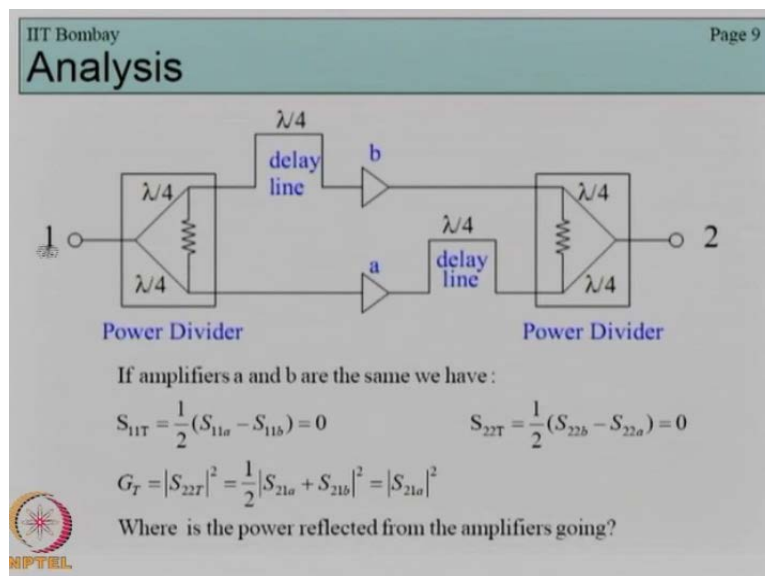 IIT Bombay
Page 9
Analysis
λ/4
delay
line
b
λ/4
λ/4
1
λ/4
delay
line
2
λ/4
a
λ/4
Power Divider
Power Divider
If amplifiers a and b are the same we have:
S₁₁T = 1/2 (S₁₁a − S₁₁b) = 0
S₂₂T = 1/2 (S₂₂b − S₂₂a) = 0
G_T = |S₂₂T|² = 1/2 |S₂₁a + S₂₁b|² = |S₂₁a|²
Where is the power reflected from the amplifiers going?
NPTEL